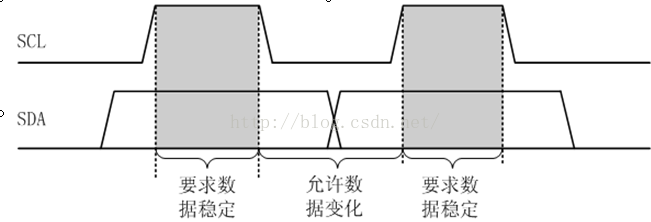 SCL
SDA
http://blog.csdn.net/
要求数 允许数 要求数
据稳定 据变化 据稳定